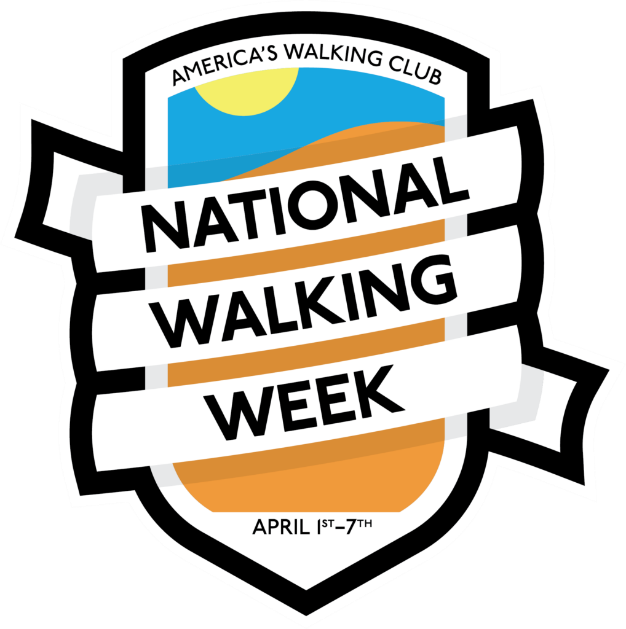 AMERICA'S WALKING CLUB
NATIONAL
WALKING
WEEK
APRIL 1ST–7TH